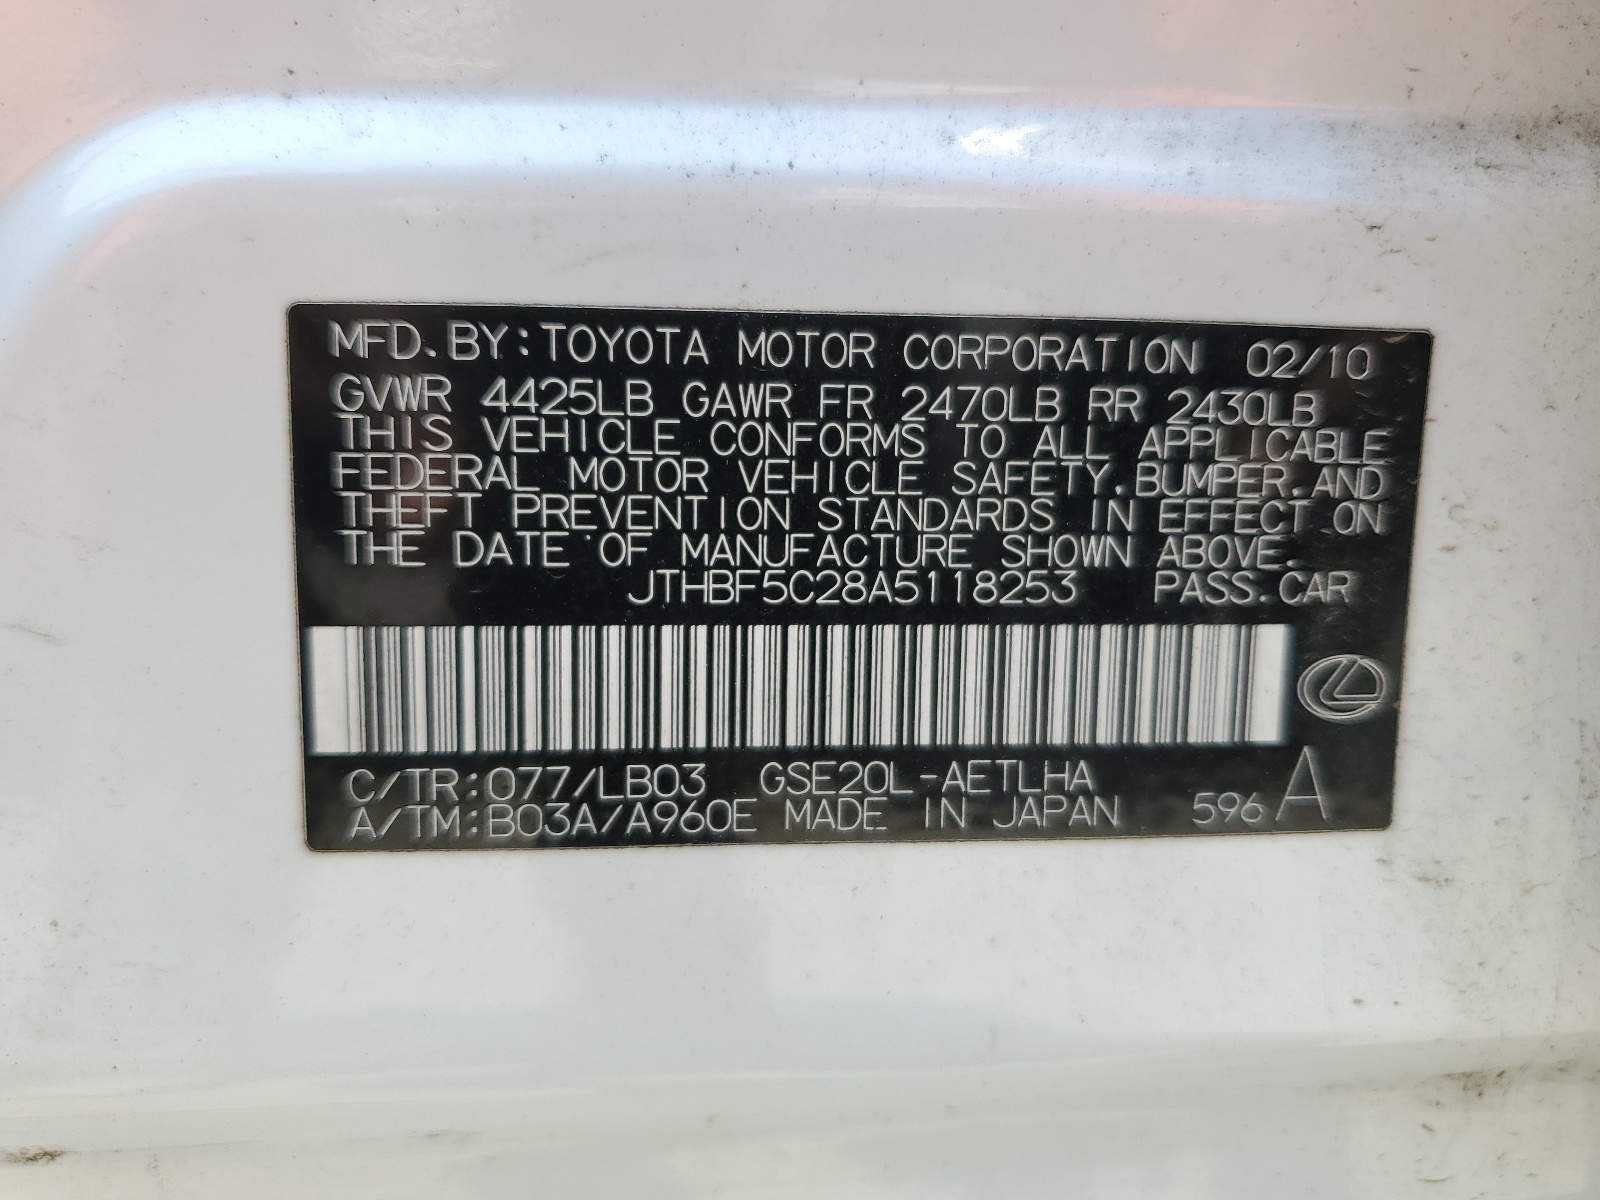 MFD. BY: TOYOTA MOTOR CORPORATION 02/10
GVWR 4425LB GAWR FR 2470LB RR 2430LB
THIS VEHICLE CONFORMS TO ALL APPLICABLE
FEDERAL MOTOR VEHICLE SAFETY, BUMPER, AND
THEFT PREVENTION STANDARDS IN EFFECT ON
THE DATE OF MANUFACTURE SHOWN ABOVE.
JTHBF5C28A5118253 PASS. CAR
C/TR: 077/LB03 GSE20L-AETLHA
A/TM: B03A/A960E MADE IN JAPAN 596 A